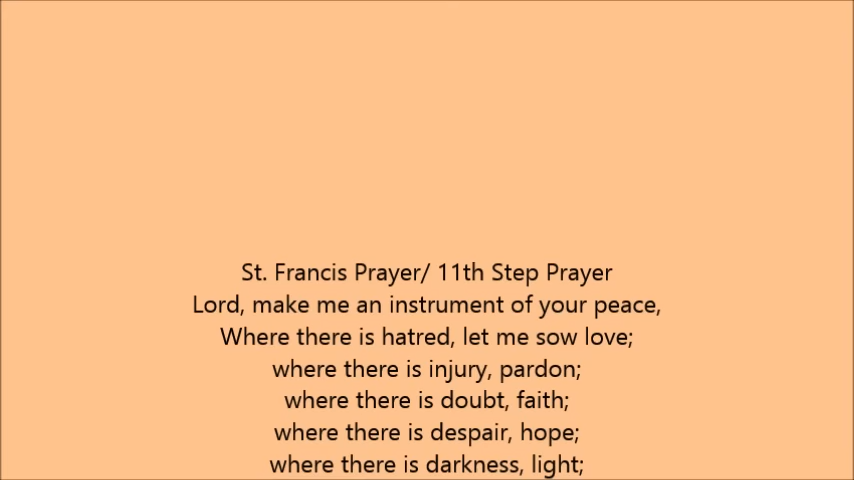 St. Francis Prayer/ 11th Step Prayer
Lord, make me an instrument of your peace,
Where there is hatred, let me sow love;
where there is injury, pardon;
where there is doubt, faith;
where there is despair, hope;
where there is darkness, light;